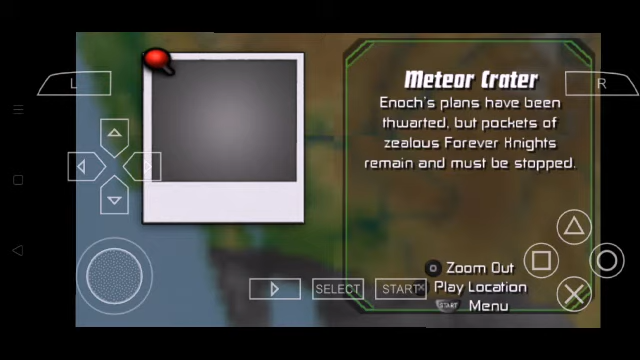 L
R
Meteor Crater
Enoch's plans have been
thwarted, but pockets of
zealous Forever Knights
remain and must be stopped.
Zoom Out
SELECT
START
Play Location
START
Menu